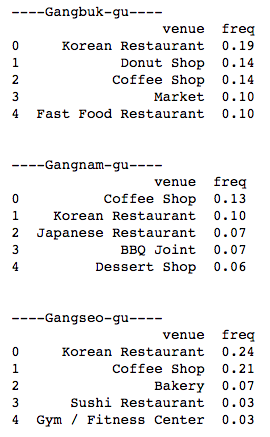 ----Gangbuk-gu----
                   venue  freq
0      Korean Restaurant  0.19
1             Donut Shop  0.14
2            Coffee Shop  0.14
3                 Market  0.10
4   Fast Food Restaurant  0.10
----Gangnam-gu----
                  venue  freq
0           Coffee Shop  0.13
1     Korean Restaurant  0.10
2   Japanese Restaurant  0.07
3             BBQ Joint  0.07
4          Dessert Shop  0.06
----Gangseo-gu----
                   venue  freq
0      Korean Restaurant  0.24
1            Coffee Shop  0.21
2                 Bakery  0.07
3       Sushi Restaurant  0.03
4   Gym / Fitness Center  0.03